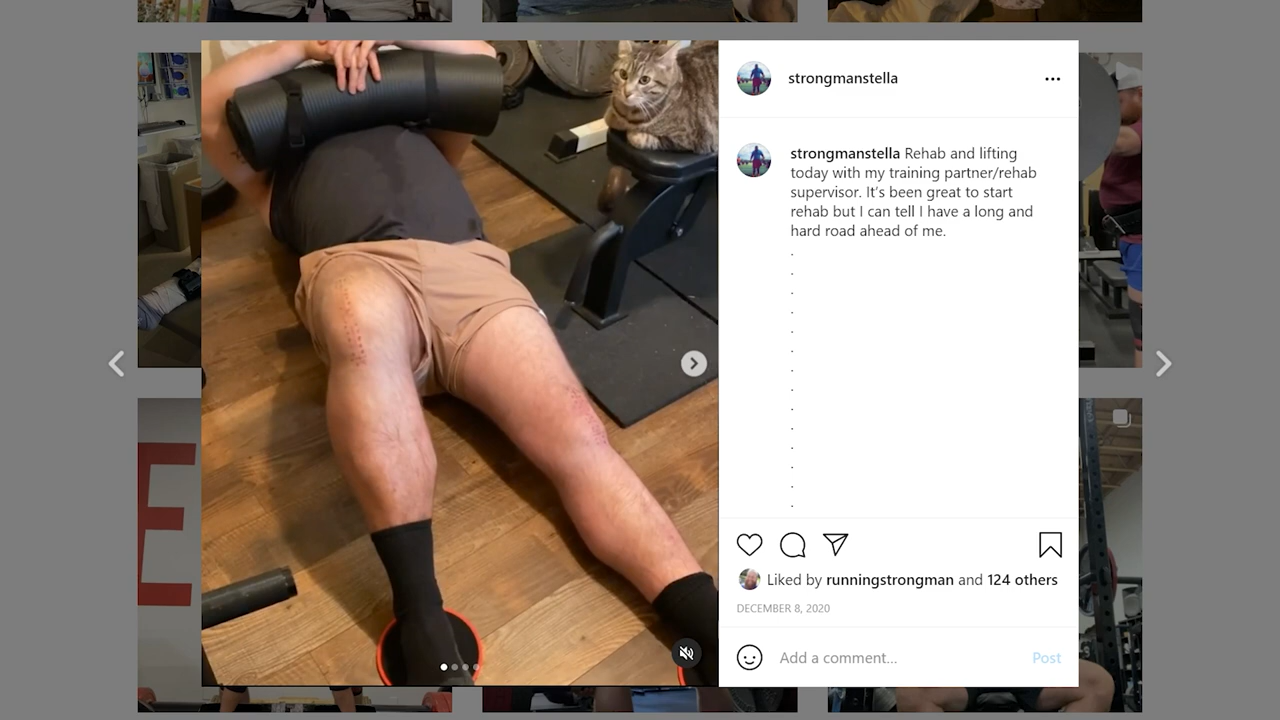 strongmanstella
strongmanstella Rehab and lifting
today with my training partner/rehab
supervisor. It's been great to start
rehab but I can tell I have a long and
hard road ahead of me.
.
.
.
.
.
.
.
.
.
.
.
.
.
.
Liked by runningstrongman and 124 others
DECEMBER 8, 2020
Add a comment...
Post
E